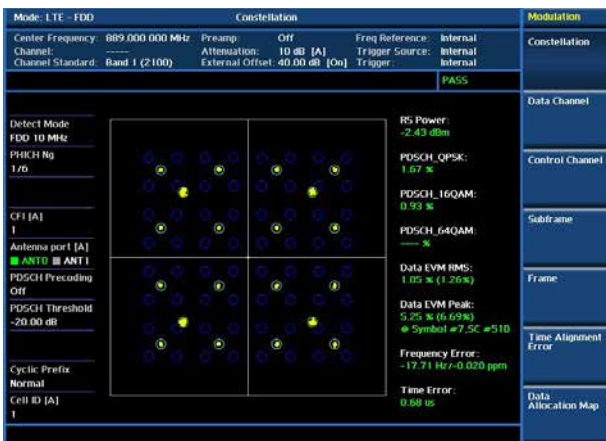 Mode: LTE - FDD
Constellation
Modulation
Center Frequency: 889.000 000 MHz
Preamp: Off
Freq Reference: Internal
Channel: -----
Attenuation: 10 dB [A]
Trigger Source: Internal
Channel Standard: Band 1 (2100)
External Offset: 40.00 dB [On]
Trigger: Internal
PASS
Detect Mode
FDD 10 MHz
PHICH Ng
1/6
CFI [A]
1
Antenna port [A]
ANT0 ANT1
PDSCH Precoding
Off
PDSCH Threshold
-20.00 dB
Cyclic Prefix
Normal
Cell ID [A]
1
RS Power:
-2.43 dBm
PDSCH_QPSK:
1.67 %
PDSCH_16QAM:
0.93 %
PDSCH_64QAM:
---- %
Data EVM RMS:
1.05 % (1.26%)
Data EVM Peak:
5.25 % (6.69%)
@ Symbol #7,SC #510
Frequency Error:
-17.71 Hz/-0.020 ppm
Time Error:
0.68 us
Constellation
Data Channel
Control Channel
Subframe
Frame
Time Alignment
Error
Data
Allocation Map